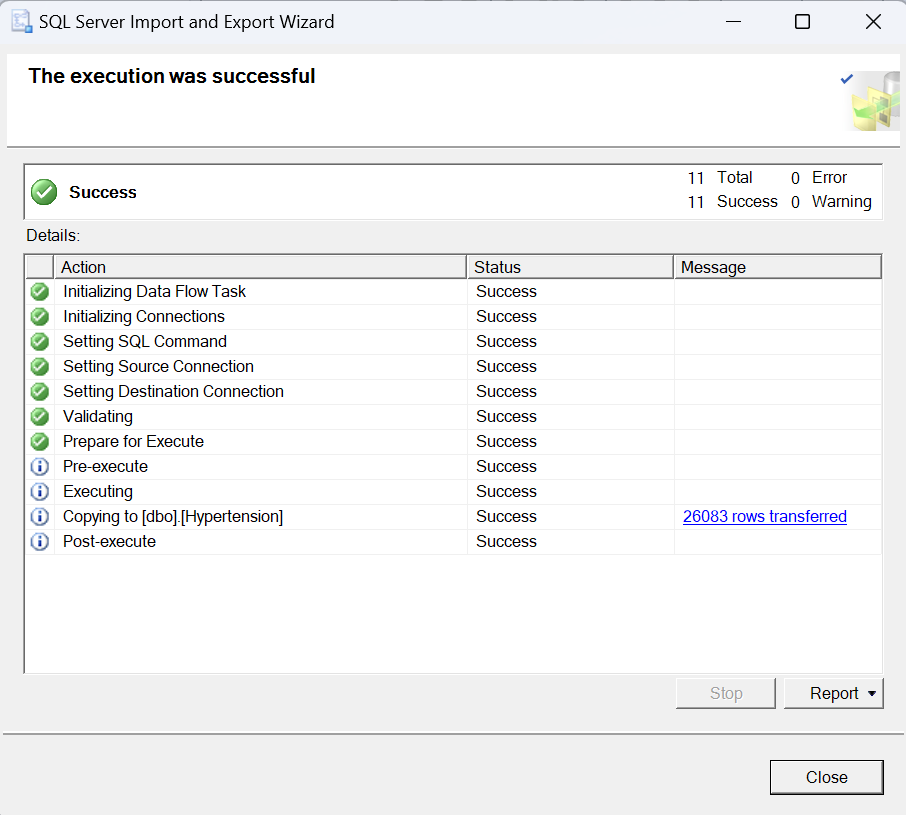 SQL Server Import and Export Wizard
The execution was successful
Success
11 Total 0 Error
11 Success 0 Warning
Details:
Action Status Message
Initializing Data Flow Task Success
Initializing Connections Success
Setting SQL Command Success
Setting Source Connection Success
Setting Destination Connection Success
Validating Success
Prepare for Execute Success
Pre-execute Success
Executing Success
Copying to [dbo].[Hypertension] Success 26083 rows transferred
Post-execute Success
Stop Report
Close